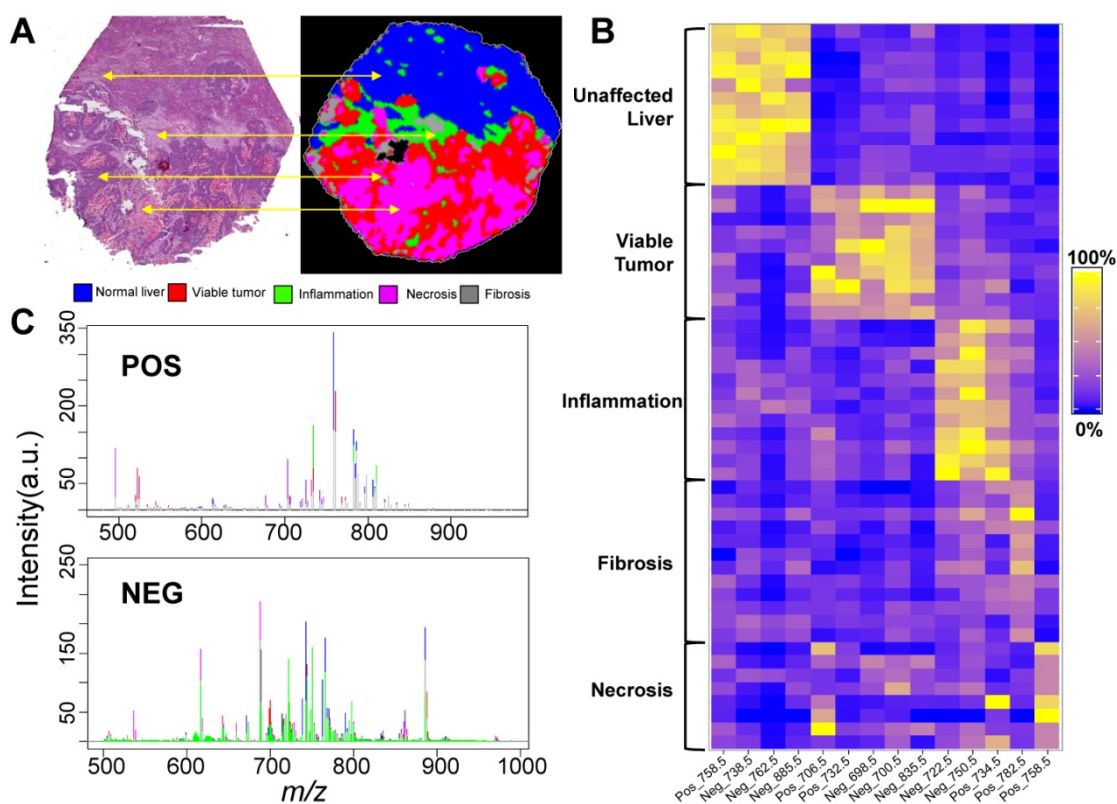 A
Normal liver Viable tumor Inflammation Necrosis Fibrosis
B
Unaffected
Liver
Viable
Tumor
Inflammation
Fibrosis
Necrosis
100%
0%
Pos_758.5 Neg_738.5 Neg_762.5 Neg_885.5 Pos_706.5 Pos_732.5 Neg_698.5 Neg_700.5 Neg_835.5 Neg_722.5 Neg_750.5 Pos_734.5 Pos_782.5 Pos_758.5
C
POS
350
200
50
500 600 700 800 900
Intensity(a.u.)
NEG
250
150
50
500 600 700 800 900 1000
m/z